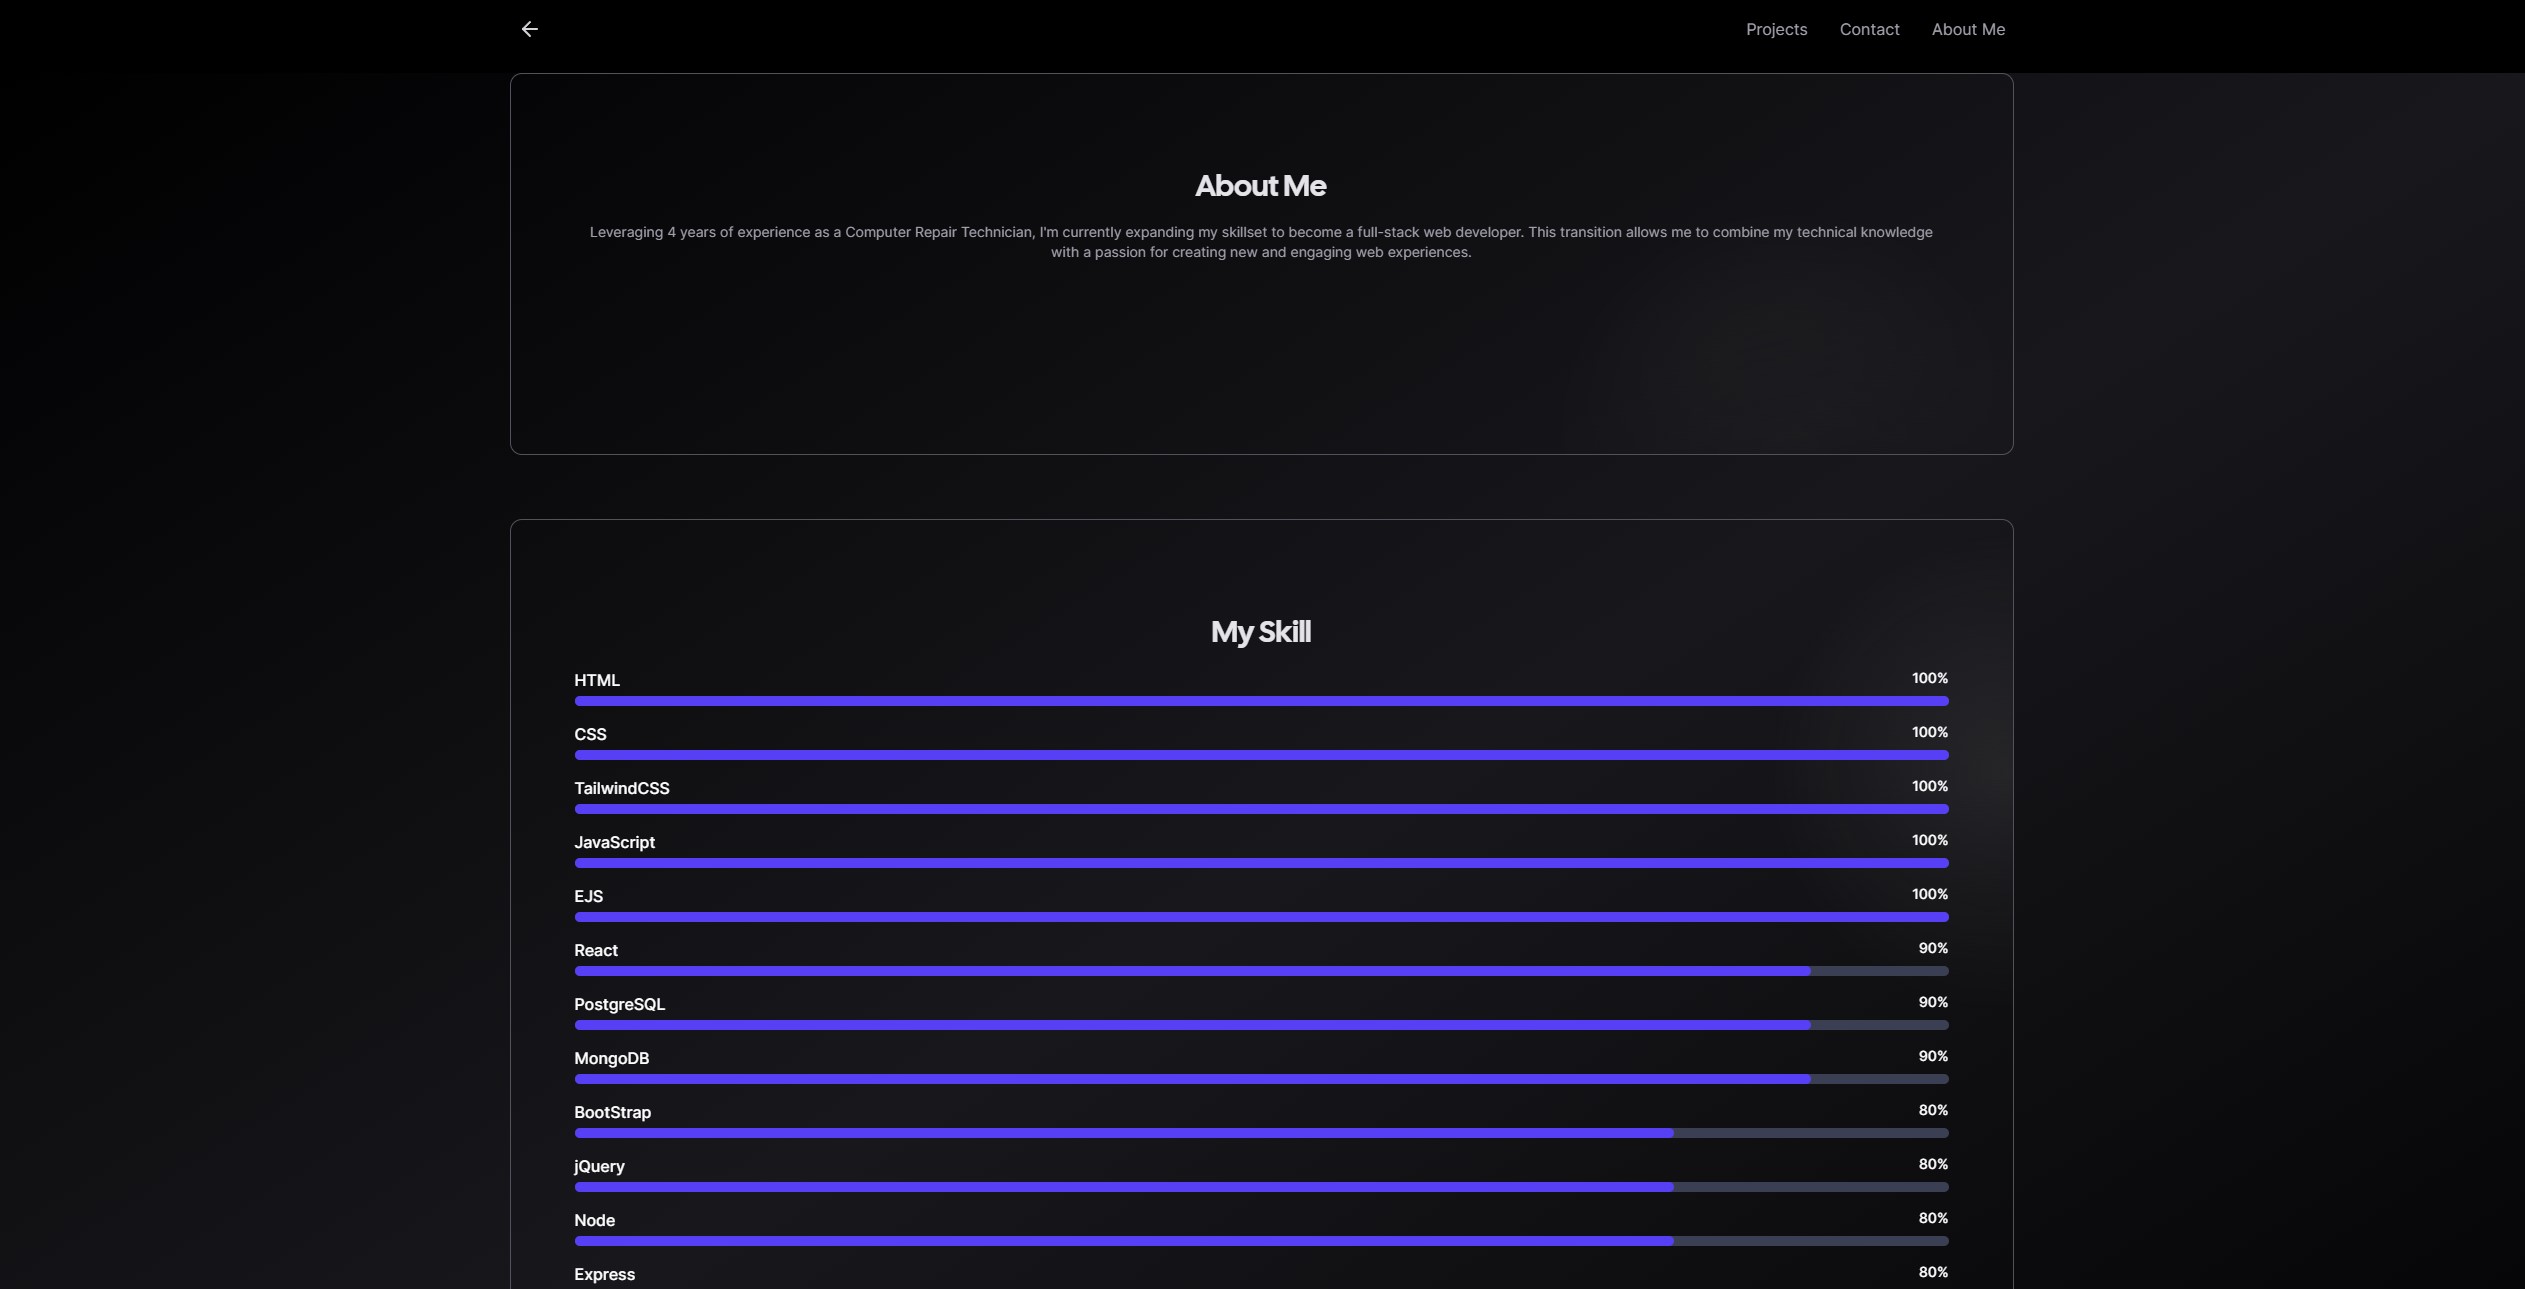 Projects Contact About Me
About Me
Leveraging 4 years of experience as a Computer Repair Technician, I'm currently expanding my skillset to become a full-stack web developer. This transition allows me to combine my technical knowledge
with a passion for creating new and engaging web experiences.
My Skill
HTML 100%
CSS 100%
TailwindCSS 100%
JavaScript 100%
EJS 100%
React 90%
PostgreSQL 90%
MongoDB 90%
BootStrap 80%
jQuery 80%
Node 80%
Express 80%